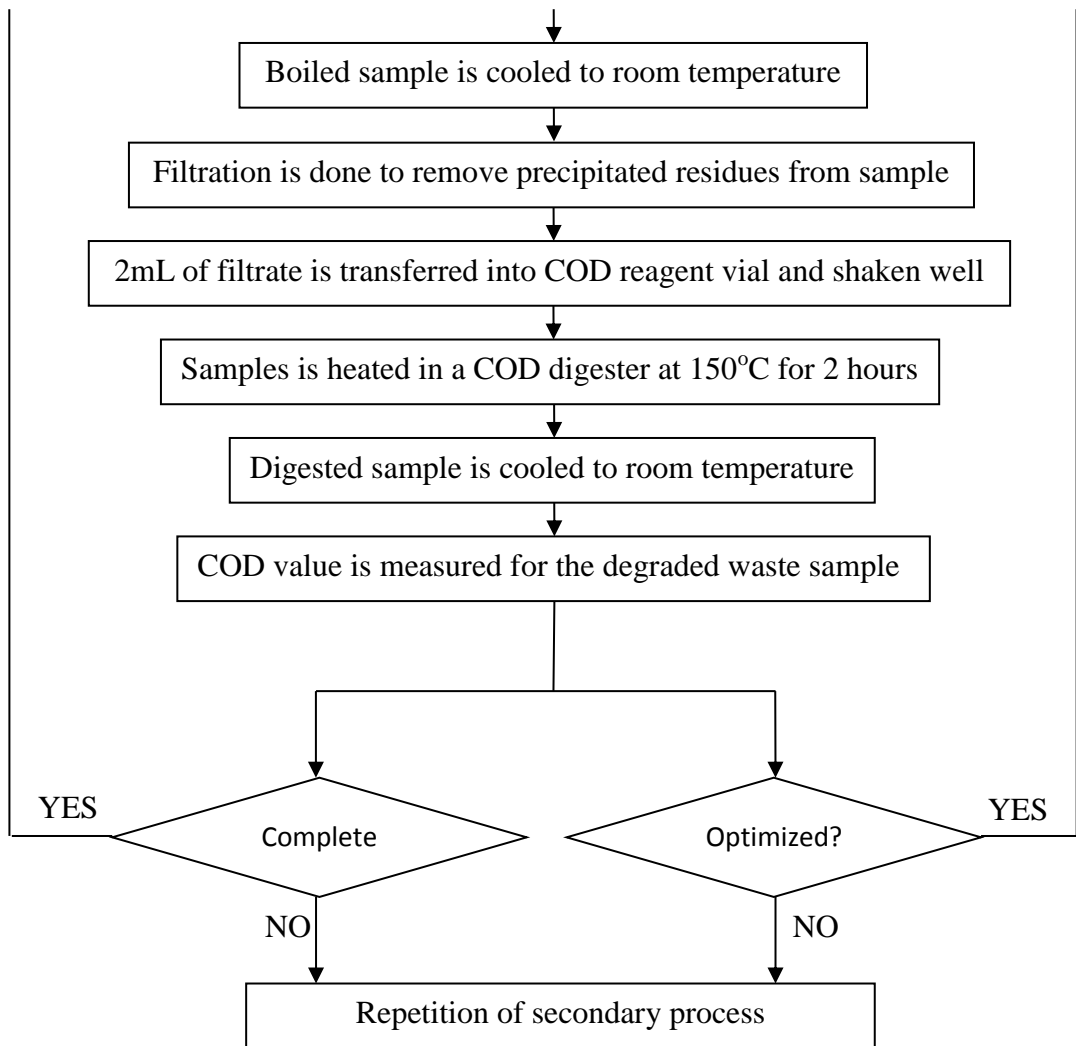 Boiled sample is cooled to room temperature
Filtration is done to remove precipitated residues from sample
2mL of filtrate is transferred into COD reagent vial and shaken well
Samples is heated in a COD digester at 150°C for 2 hours
Digested sample is cooled to room temperature
COD value is measured for the degraded waste sample
YES
Complete
Optimized?
YES
NO
NO
Repetition of secondary process